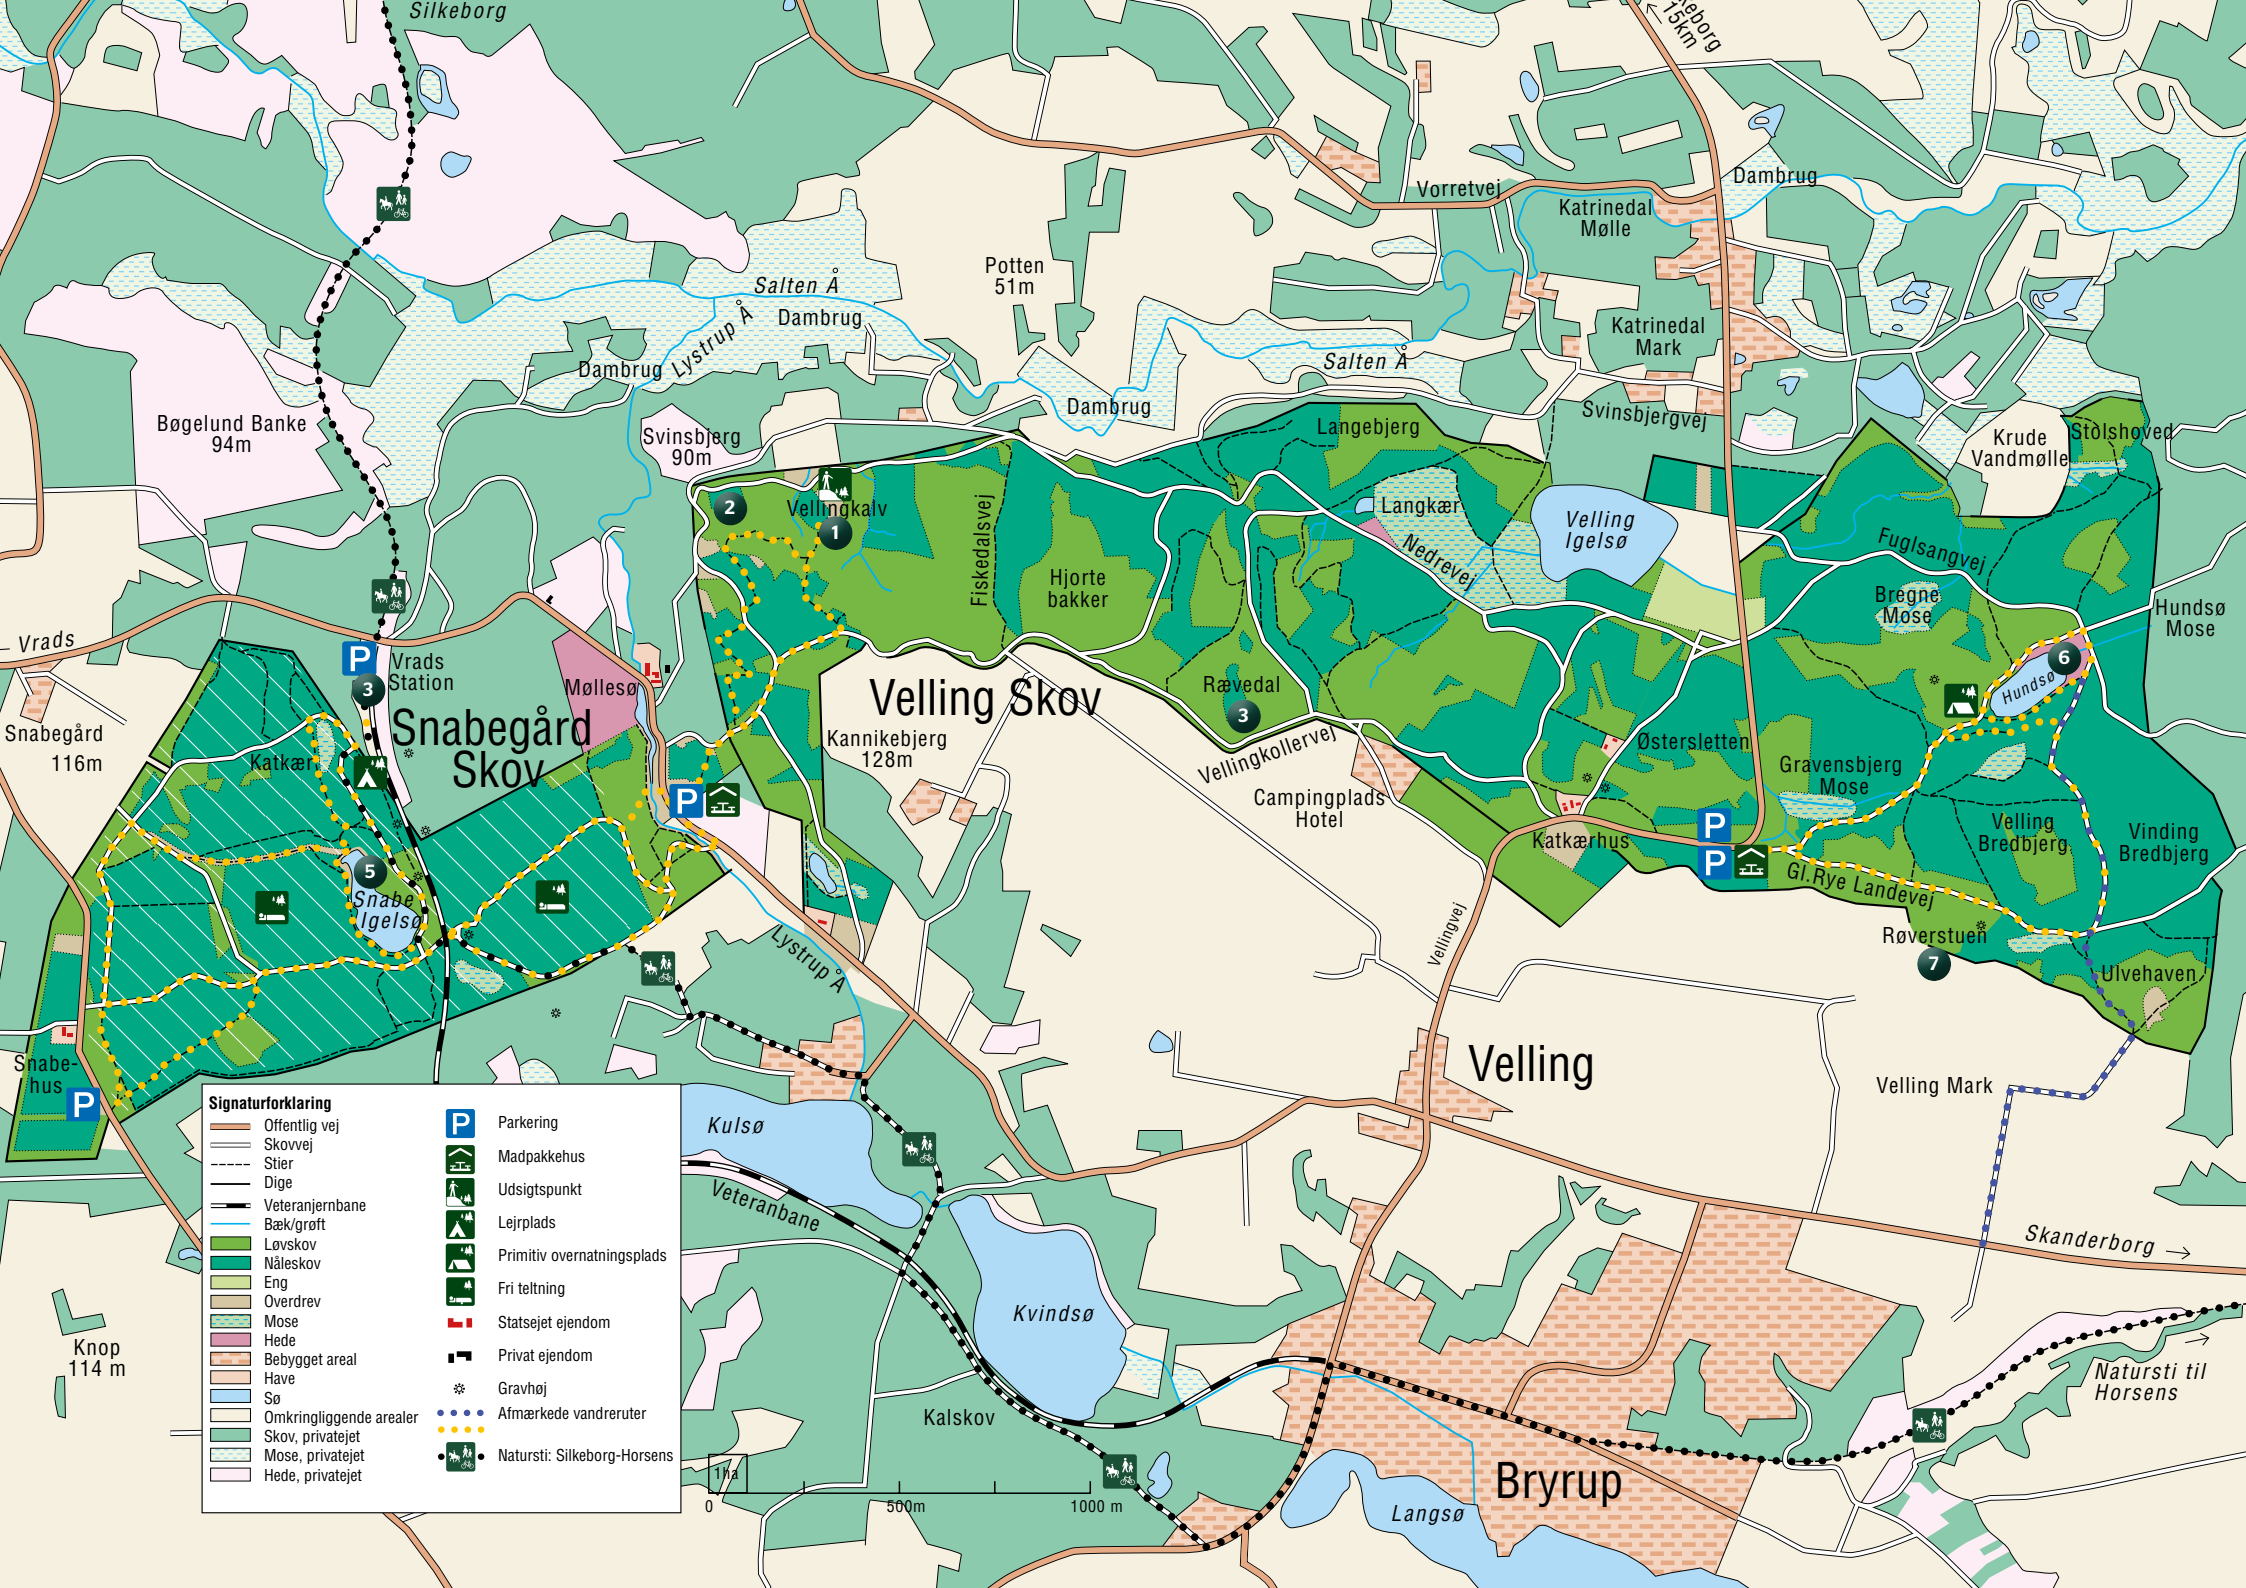 Silkeborg
15km
Vorretvej
Dambrug
Katrinedal
Mølle
Potten
51m
Salten Å
Dambrug
Lystrup Å
Dambrug
Katrinedal
Mark
Salten Å
Dambrug
Svinsbjergvej
Bøgelund Banke
94m
Svinsbjerg
90m
Langebjerg
Krude
Vandmølle
Stolshoved
2
Vellingkalv
1
Fiskedalsvej
Langkær
Nedrevej
Velling
Igelsø
Fuglsangvej
Hjorte
bakker
Bregne
Mose
Hundsø
Mose
Vrads
P
Vrads
Station
3
Møllesø
6
Hundsø
Rævedal
3
Velling Skov
Snabegård
Skov
Snabegård
116m
Katkær
Kannikebjerg
128m
Vellingkollervej
Østersletten
Gravensbjerg
Mose
Campingplads
Hotel
P
P
P
Katkærhus
Velling
Bredbjerg
Vinding
Bredbjerg
5
Snabe
Igelsø
Gl.Rye Landevej
Røverstuen
7
Vellingvej
Lystrup Å
Ulvehaven
Snabe-
hus
P
Velling
Velling Mark
Kulsø
Veteranbane
Skanderborg
Kvindsø
Knop
114 m
Natursti til
Horsens
Kalskov
Bryrup
Langsø
Signaturforklaring
Offentlig vej
Skovvej
Stier
Dige
Veteranjernbane
Bæk/grøft
Løvskov
Nåleskov
Eng
Overdrev
Mose
Hede
Bebygget areal
Have
Sø
Omkringliggende arealer
Skov, privatejet
Mose, privatejet
Hede, privatejet
P
Parkering
Madpakkehus
Udsigtspunkt
Lejrplads
Primitiv overnatningsplads
Fri teltning
Statsejet ejendom
Privat ejendom
Gravhøj
Afmærkede vandreruter
Natursti: Silkeborg-Horsens
1ha
0
500m
1000 m